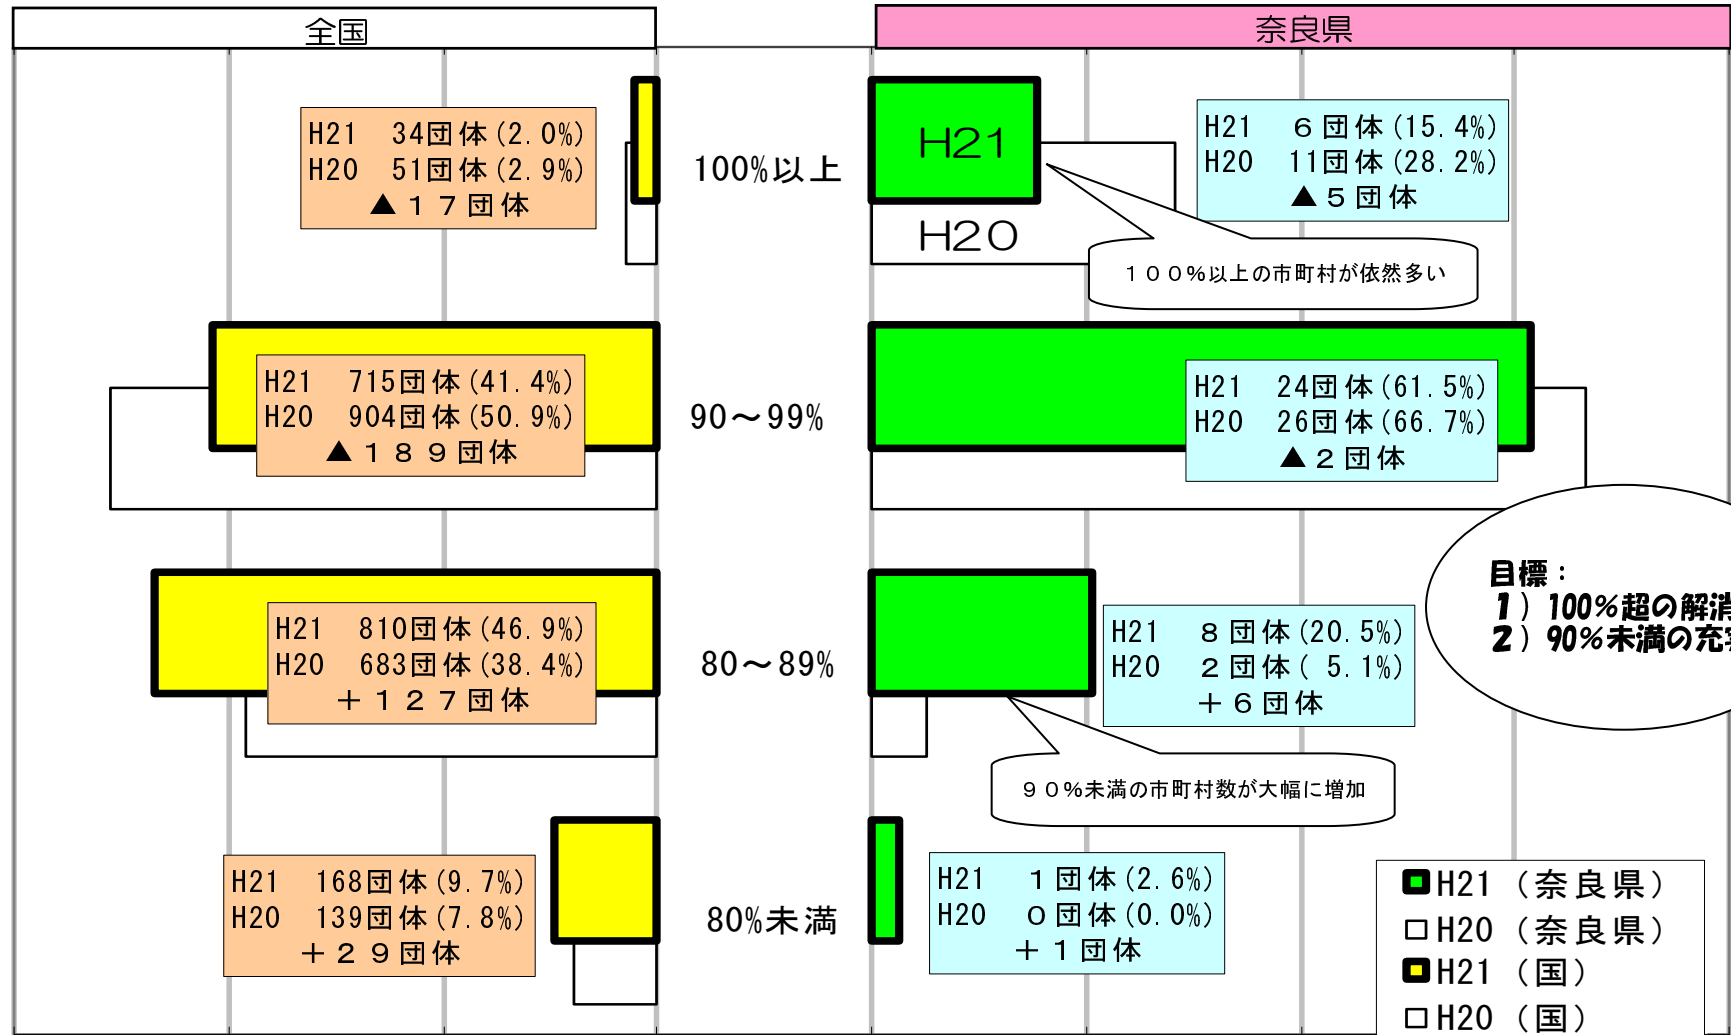 全国
奈良県
H21 34団体(2.0%)
H20 51団体(2.9%)
▲17団体
100%以上
H21
H20
H21 6団体(15.4%)
H20 11団体(28.2%)
▲5団体
100%以上の市町村が依然多い
H21 715団体(41.4%)
H20 904団体(50.9%)
▲189団体
90～99%
H21 24団体(61.5%)
H20 26団体(66.7%)
▲2団体
目標：
1）100%超の解消
2）90%未満の充
H21 810団体(46.9%)
H20 683団体(38.4%)
＋127団体
80～89%
H21 8団体(20.5%)
H20 2団体( 5.1%)
＋6団体
90%未満の市町村数が大幅に増加
H21 168団体(9.7%)
H20 139団体(7.8%)
＋29団体
80%未満
H21 1団体(2.6%)
H20 0団体(0.0%)
＋1団体
H21（奈良県）
H20（奈良県）
H21（国）
H20（国）